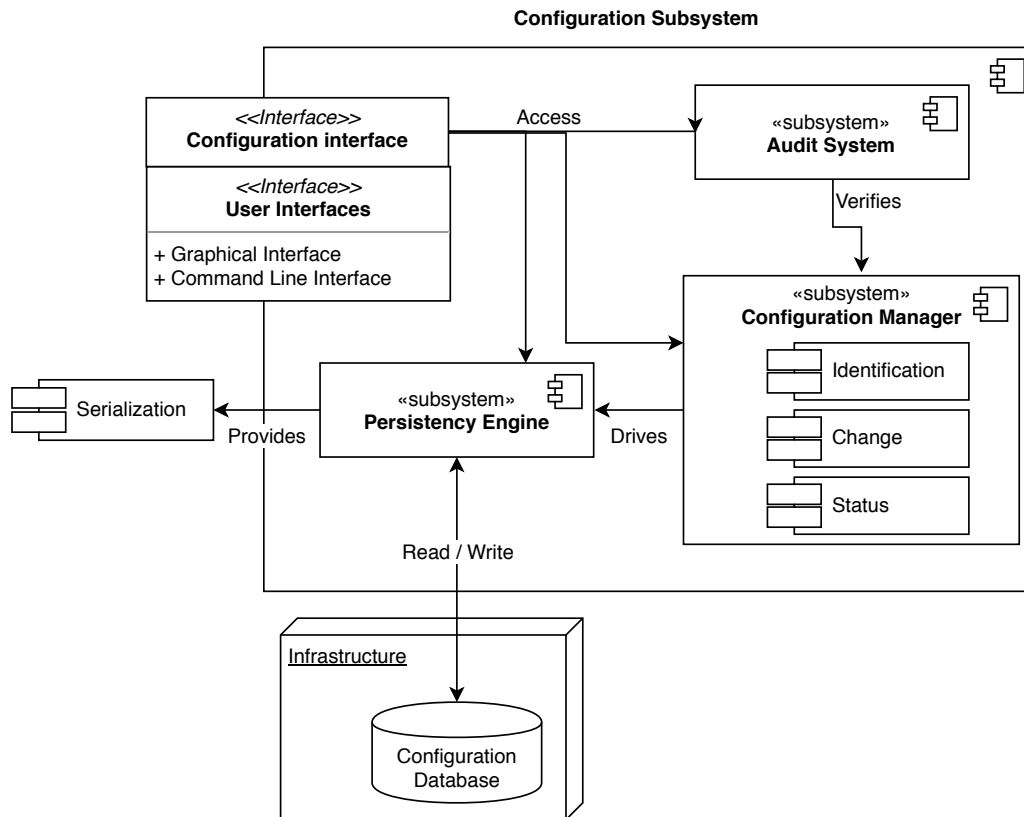 Configuration Subsystem
<<Interface>>
Configuration interface
Access
«subsystem»
Audit System
<<Interface>>
User Interfaces
+ Graphical Interface
+ Command Line Interface
Verifies
«subsystem»
Configuration Manager
Identification
Change
Status
«subsystem»
Persistency Engine
Drives
Serialization
Provides
Read / Write
Infrastructure
Configuration
Database